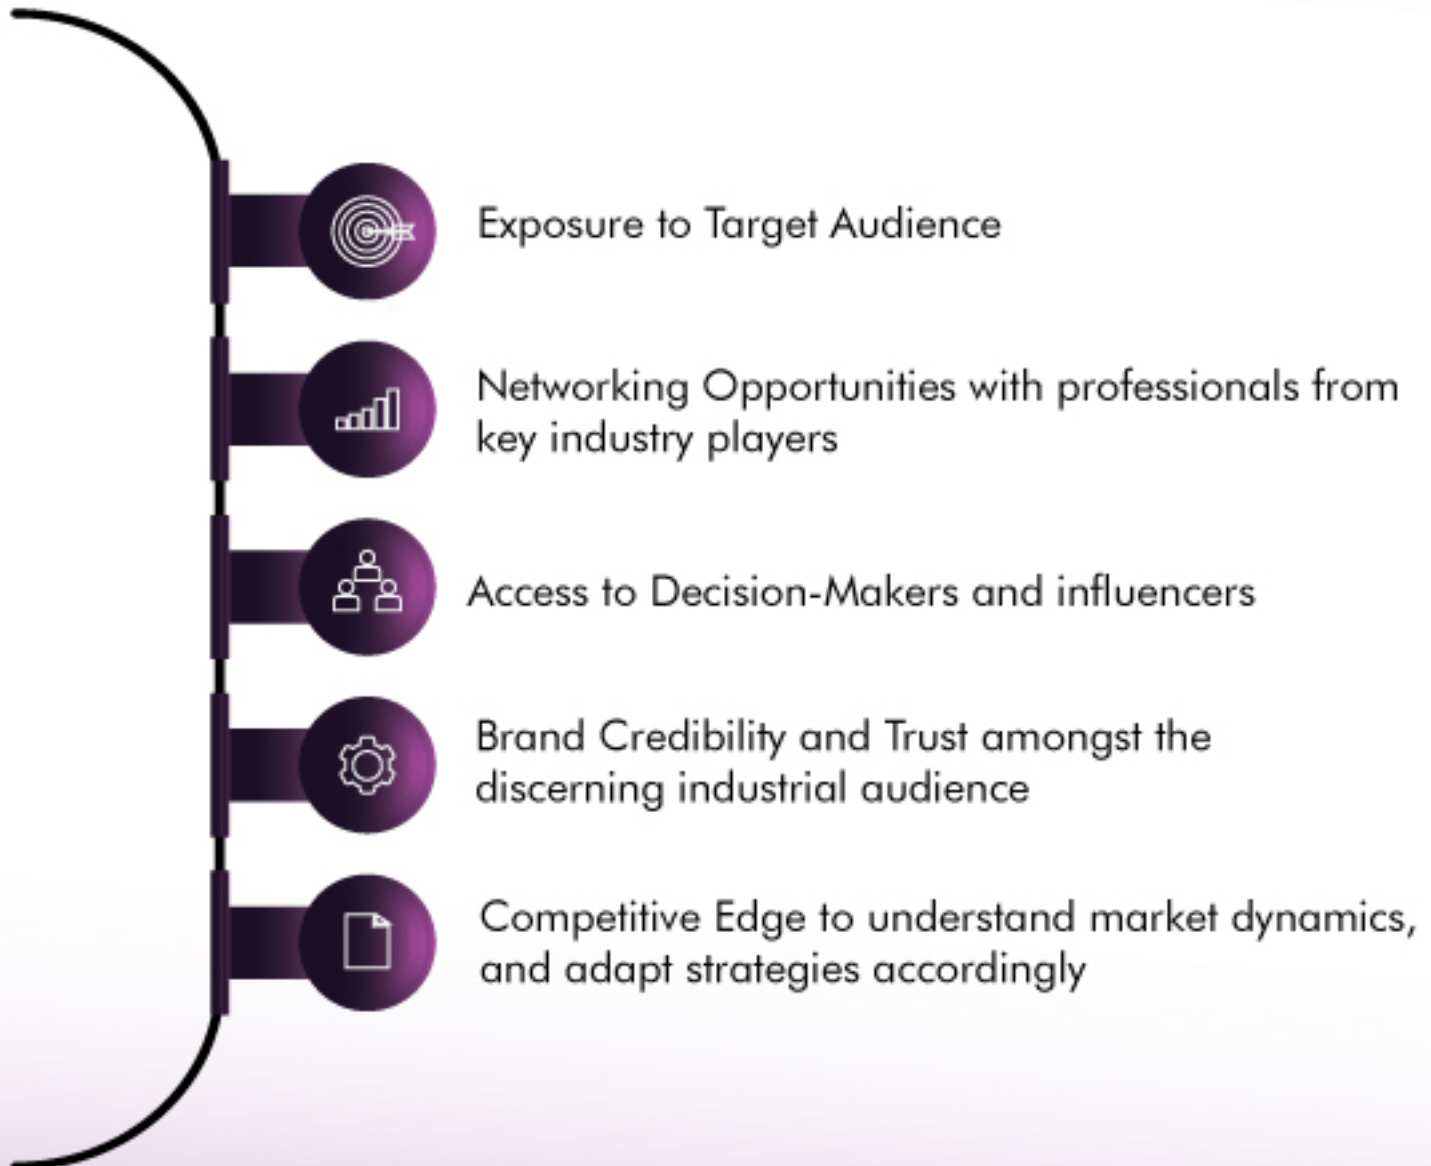 Exposure to Target Audience
Networking Opportunities with professionals from
key industry players
Access to Decision-Makers and influencers
Brand Credibility and Trust amongst the
discerning industrial audience
Competitive Edge to understand market dynamics,
and adapt strategies accordingly